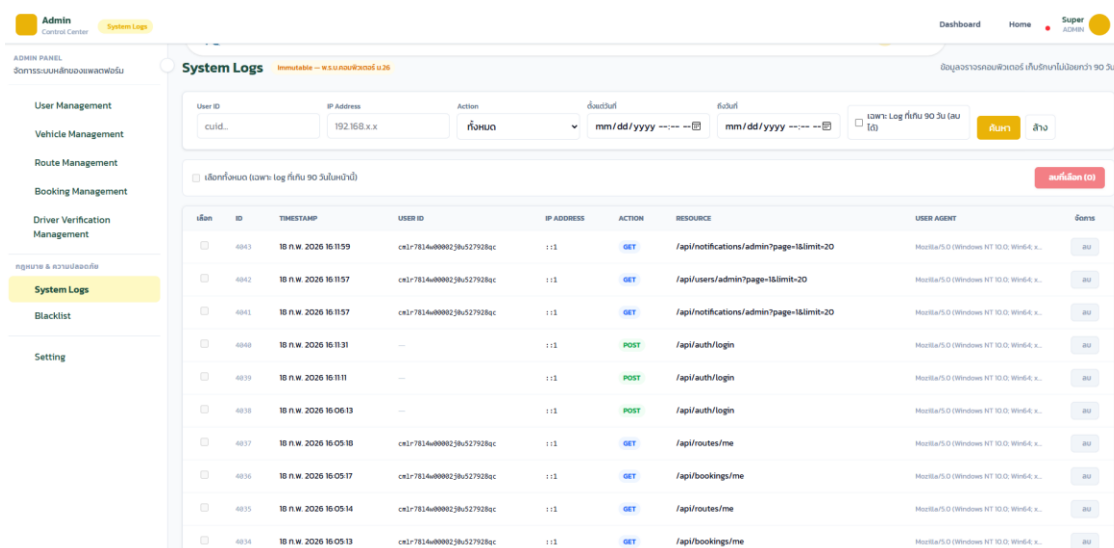 Admin
Control Center
System Logs
Dashboard
Home
Super
ADMIN
ADMIN PANEL
จัดการระบบหลักของแพลตฟอร์ม
User Management
Vehicle Management
Route Management
Booking Management
Driver Verification
Management
กฎหมาย & ความปลอดภัย
System Logs
Blacklist
Setting
System Logs
Immutable — พ.ร.บ.คอมพิวเตอร์ ม.26
ข้อมูลจราจรคอมพิวเตอร์ เก็บรักษาไม่น้อยกว่า 90 วัน
User ID
IP Address
Action
ตั้งแต่วันที่
ถึงวันที่
cuid...
192.168.x.x
ทั้งหมด
mm/dd/yyyy --:-- --
mm/dd/yyyy --:-- --
เฉพาะ Log ที่เกิน 90 วัน (ลบ
ได้)
ค้นหา
ล้าง
เลือกทั้งหมด (เฉพาะ log ที่เกิน 90 วันในหน้านี้)
ลบที่เลือก (0)
เลือก ID TIMESTAMP USER ID IP ADDRESS ACTION RESOURCE USER AGENT จัดการ
4043 18 ก.พ. 2026 16:11:59 cmlr7814w00002j0u527928qc ::1 GET /api/notifications/admin?page=1&limit=20 Mozilla/5.0 (Windows NT 10.0; Win64; x... ลบ
4042 18 ก.พ. 2026 16:11:57 cmlr7814w00002j0u527928qc ::1 GET /api/users/admin?page=1&limit=20 Mozilla/5.0 (Windows NT 10.0; Win64; x... ลบ
4041 18 ก.พ. 2026 16:11:57 cmlr7814w00002j0u527928qc ::1 GET /api/notifications/admin?page=1&limit=20 Mozilla/5.0 (Windows NT 10.0; Win64; x... ลบ
4040 18 ก.พ. 2026 16:11:31 — ::1 POST /api/auth/login Mozilla/5.0 (Windows NT 10.0; Win64; x... ลบ
4039 18 ก.พ. 2026 16:11:11 — ::1 POST /api/auth/login Mozilla/5.0 (Windows NT 10.0; Win64; x... ลบ
4038 18 ก.พ. 2026 16:06:13 — ::1 POST /api/auth/login Mozilla/5.0 (Windows NT 10.0; Win64; x... ลบ
4037 18 ก.พ. 2026 16:05:18 cmlr7814w00002j0u527928qc ::1 GET /api/routes/me Mozilla/5.0 (Windows NT 10.0; Win64; x... ลบ
4036 18 ก.พ. 2026 16:05:17 cmlr7814w00002j0u527928qc ::1 GET /api/bookings/me Mozilla/5.0 (Windows NT 10.0; Win64; x... ลบ
4035 18 ก.พ. 2026 16:05:14 cmlr7814w00002j0u527928qc ::1 GET /api/routes/me Mozilla/5.0 (Windows NT 10.0; Win64; x... ลบ
4034 18 ก.พ. 2026 16:05:13 cmlr7814w00002j0u527928qc ::1 GET /api/bookings/me Mozilla/5.0 (Windows NT 10.0; Win64; x... ลบ